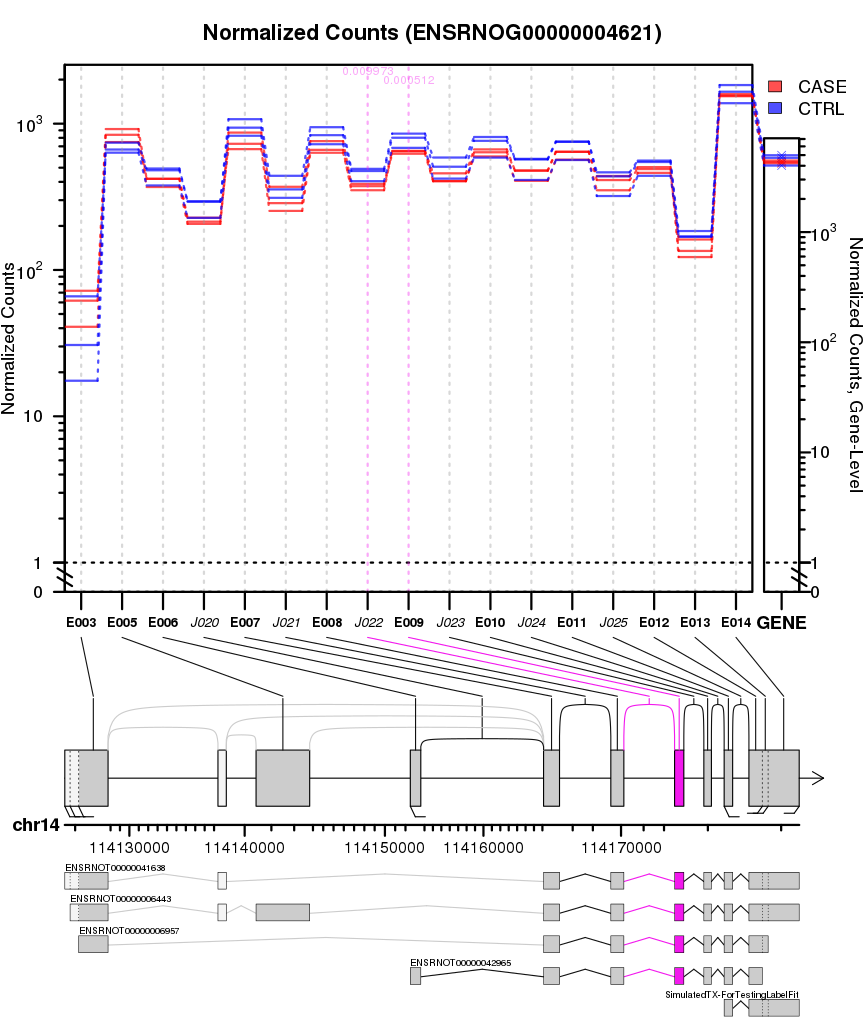 Normalized Counts (ENSRNOG00000004621)
0.009973
0.000512
CASE
CTRL
Normalized Counts
10³
10²
10
1
0
Normalized Counts, Gene-Level
10³
10²
10
1
0
E003 E005 E006 J020 E007 J021 E008 J022 E009 J023 E010 J024 E011 J025 E012 E013 E014 GENE
chr14
114130000 114140000 114150000 114160000 114170000
ENSRNOT00000041638
ENSRNOT00000006443
ENSRNOT00000006957
ENSRNOT00000042965
SimulatedTX-ForTestingLabelFit